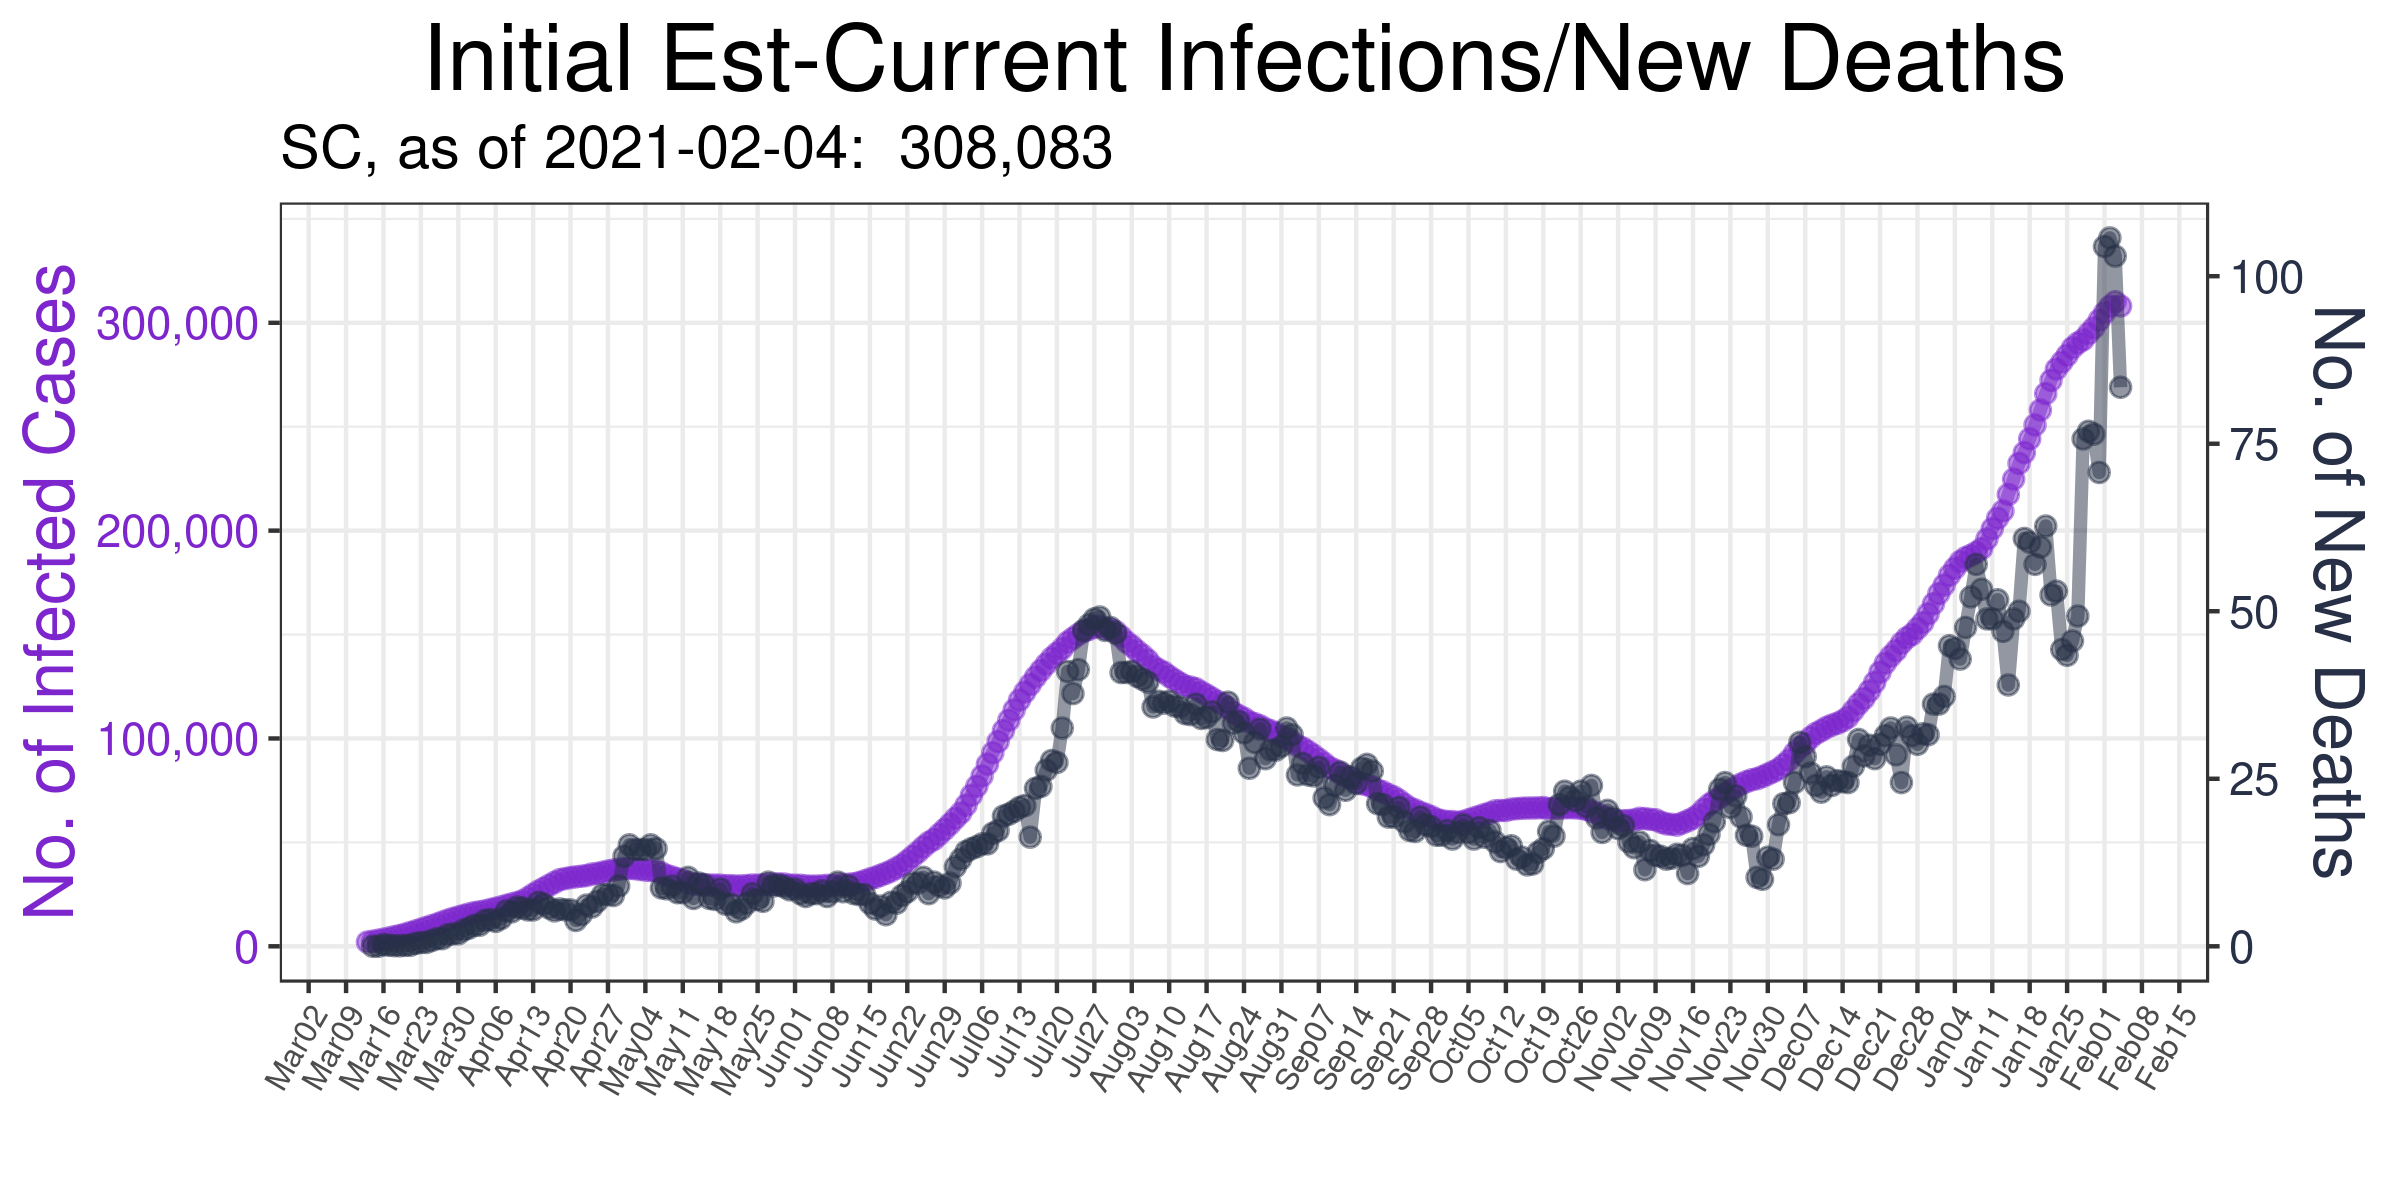 Initial Est-Current Infections/New Deaths
SC, as of 2021-02-04:  308,083
No. of Infected Cases
300,000
200,000
100,000
0
100
75
50
25
0
No. of New Deaths
Mar02
Mar09
Mar16
Mar23
Mar30
Apr06
Apr13
Apr20
Apr27
May04
May11
May18
May25
Jun01
Jun08
Jun15
Jun22
Jun29
Jul06
Jul13
Jul20
Jul27
Aug03
Aug10
Aug17
Aug24
Aug31
Sep07
Sep14
Sep21
Sep28
Oct05
Oct12
Oct19
Oct26
Nov02
Nov09
Nov16
Nov23
Nov30
Dec07
Dec14
Dec21
Dec28
Jan04
Jan11
Jan18
Jan25
Feb01
Feb08
Feb15